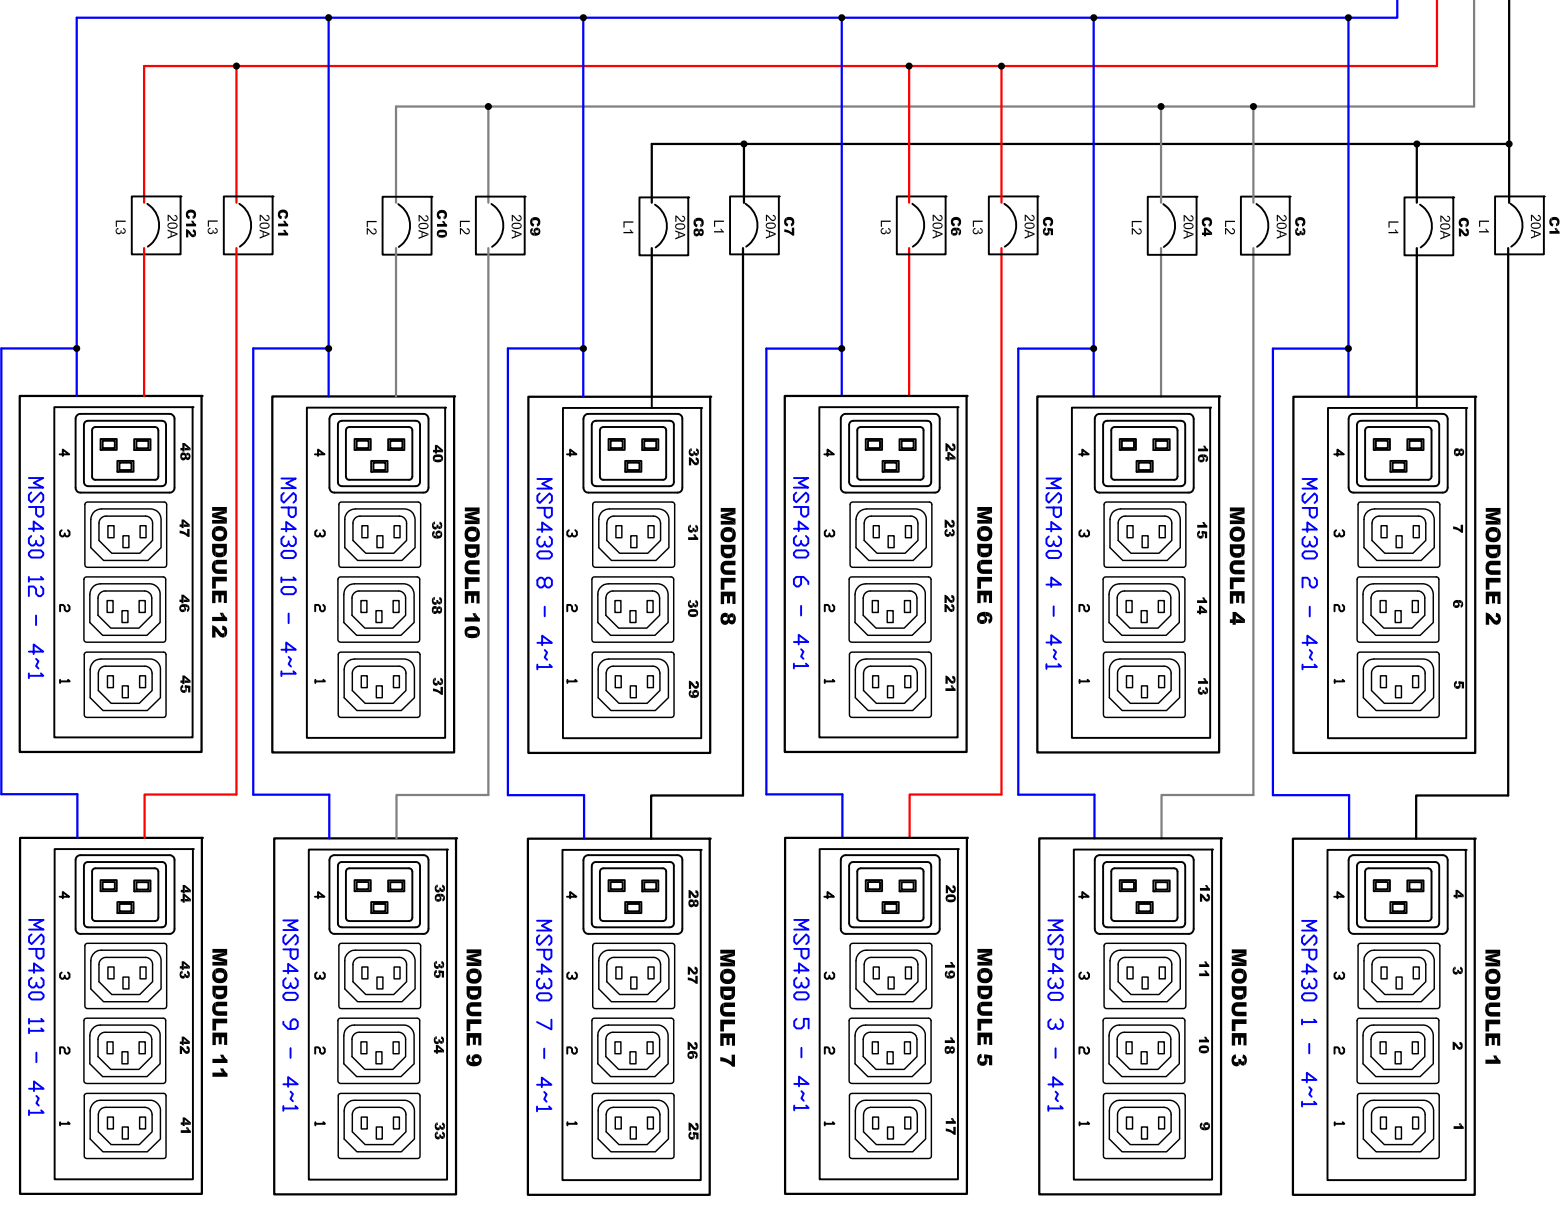 C1
20A
L1
C2
20A
L1
C3
20A
L2
C4
20A
L2
C5
20A
L3
C6
20A
L3
C7
20A
L1
C8
20A
L1
C9
20A
L2
C10
20A
L2
C11
20A
L3
C12
20A
L3
MODULE 2
8 7 6 5
4 3 2 1
MSP430 2 - 4~1
MODULE 4
16 15 14 13
4 3 2 1
MSP430 4 - 4~1
MODULE 6
24 23 22 21
4 3 2 1
MSP430 6 - 4~1
MODULE 8
32 31 30 29
4 3 2 1
MSP430 8 - 4~1
MODULE 10
40 39 38 37
4 3 2 1
MSP430 10 - 4~1
MODULE 12
48 47 46 45
4 3 2 1
MSP430 12 - 4~1
MODULE 1
4 3 2 1
4 3 2 1
MSP430 1 - 4~1
MODULE 3
12 11 10 9
4 3 2 1
MSP430 3 - 4~1
MODULE 5
20 19 18 17
4 3 2 1
MSP430 5 - 4~1
MODULE 7
28 27 26 25
4 3 2 1
MSP430 7 - 4~1
MODULE 9
36 35 34 33
4 3 2 1
MSP430 9 - 4~1
MODULE 11
44 43 42 41
4 3 2 1
MSP430 11 - 4~1